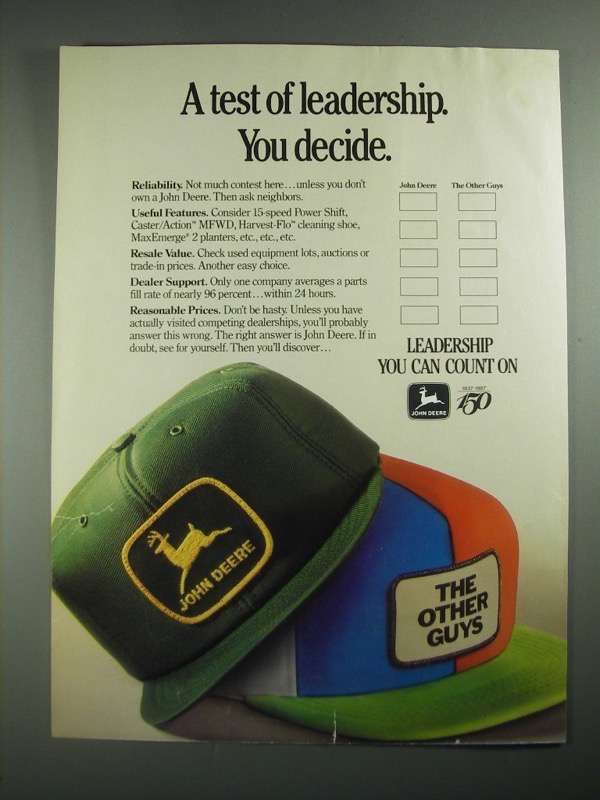 A test of leadership.
You decide.
Reliability. Not much contest here…unless you don't
own a John Deere. Then ask neighbors.
Useful Features. Consider 15-speed Power Shift,
Caster/Action™ MFWD, Harvest-Flo™ cleaning shoe,
MaxEmerge® 2 planters, etc., etc., etc.
Resale Value. Check used equipment lots, auctions or
trade-in prices. Another easy choice.
Dealer Support. Only one company averages a parts
fill rate of nearly 96 percent…within 24 hours.
Reasonable Prices. Don't be hasty. Unless you have
actually visited competing dealerships, you'll probably
answer this wrong. The right answer is John Deere. If in
doubt, see for yourself. Then you'll discover…
John Deere The Other Guys
LEADERSHIP
YOU CAN COUNT ON
JOHN DEERE
1837-1987
150
JOHN DEERE
THE
OTHER
GUYS